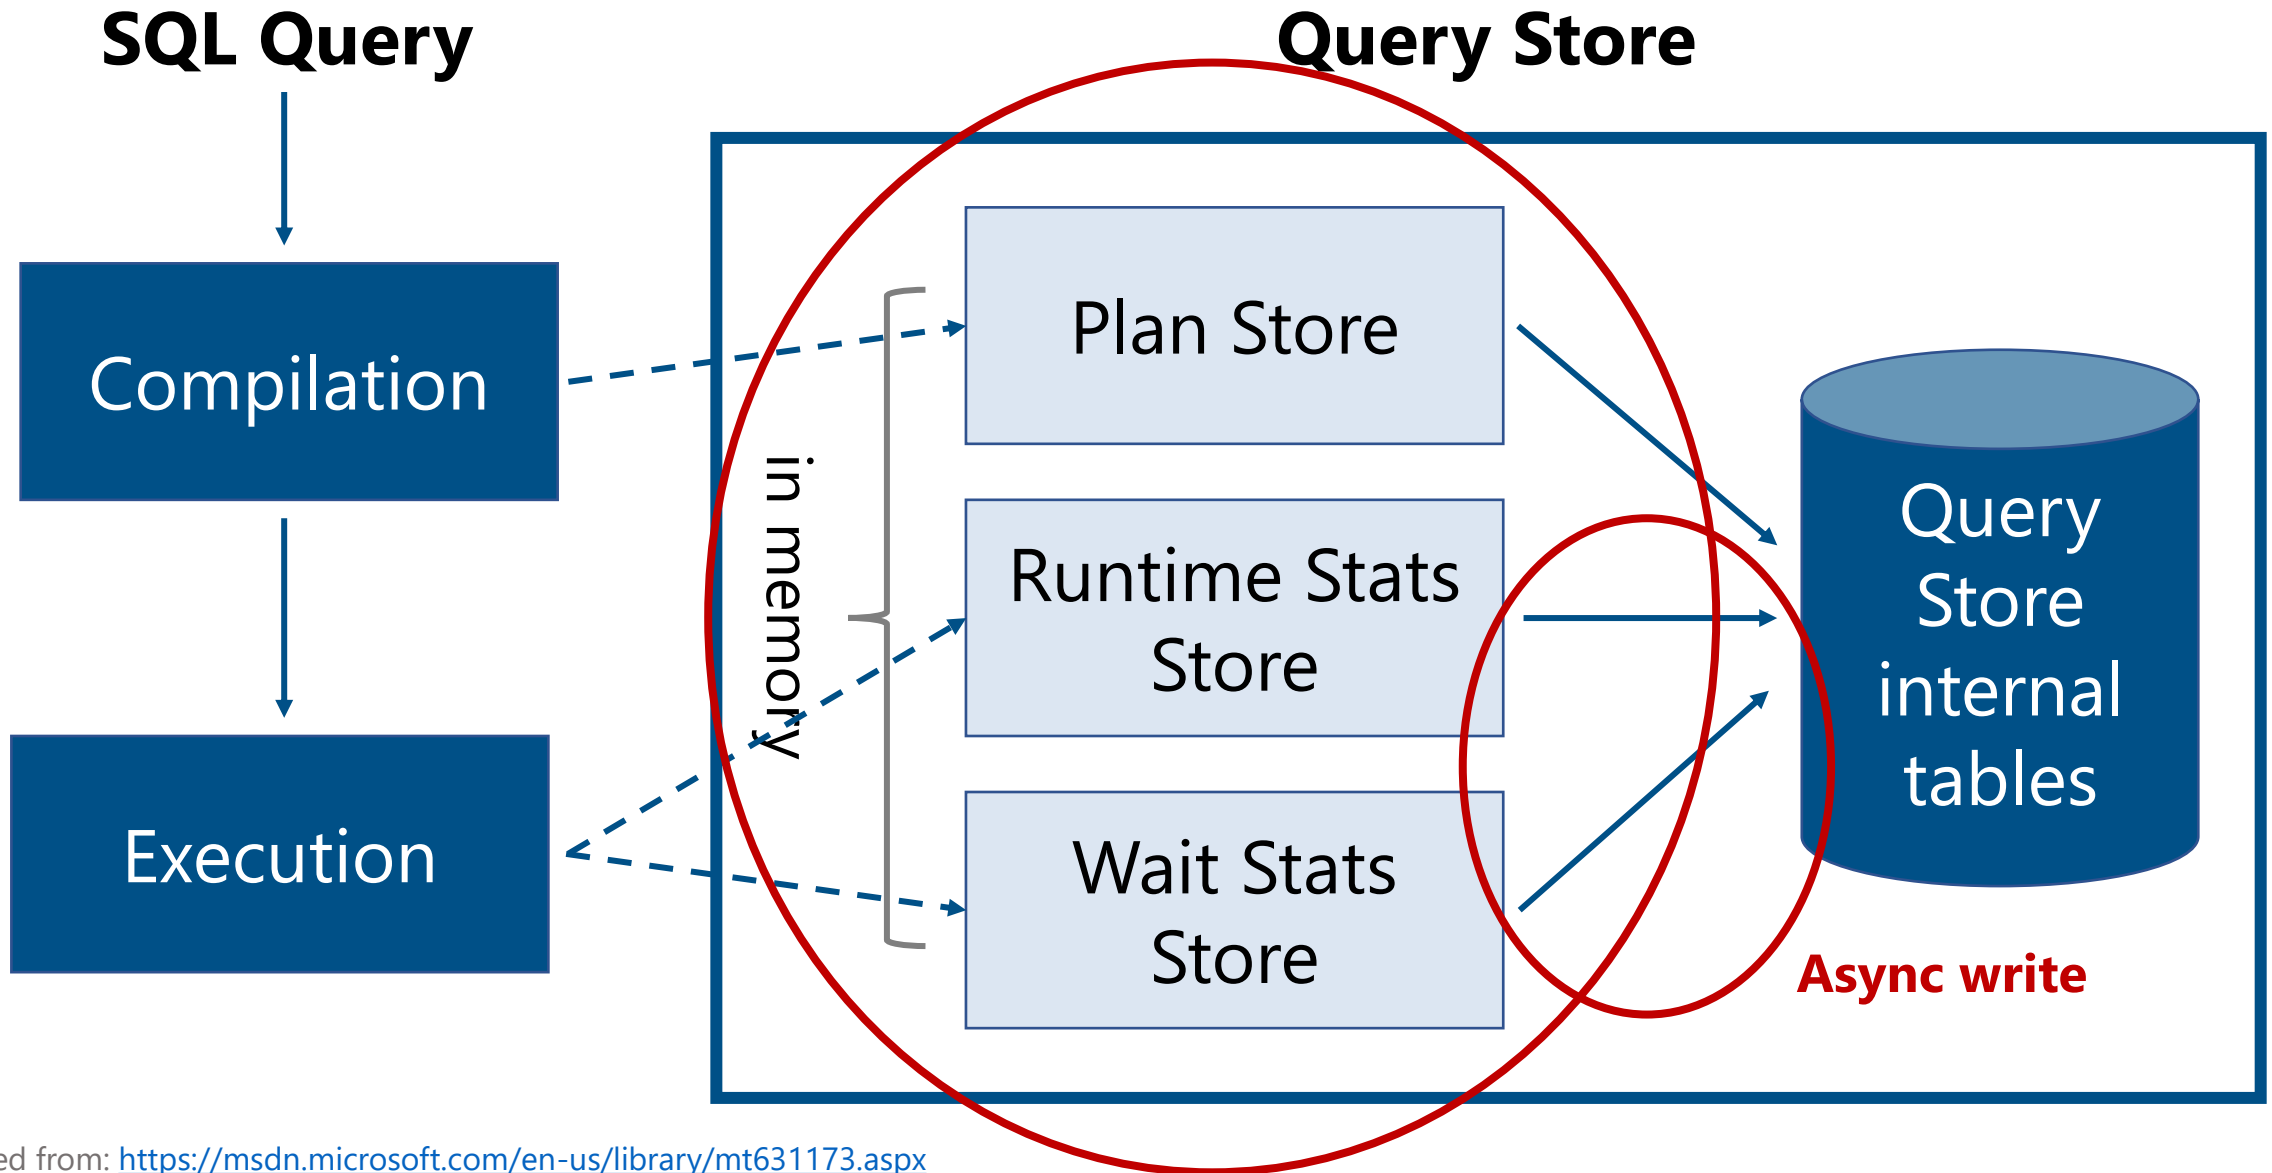 SQL Query
Query Store
Compilation
Execution
in memory
Plan Store
Runtime Stats
Store
Wait Stats
Store
Query
Store
internal
tables
Async write
ed from: https://msdn.microsoft.com/en-us/library/mt631173.aspx